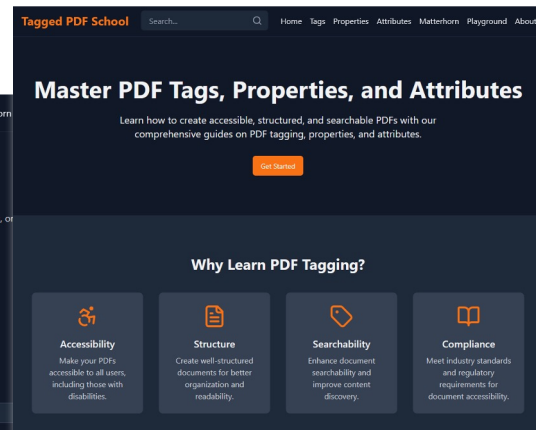 Tagged PDF School Search... Home Tags Properties Attributes Matterhorn Playground About
Master PDF Tags, Properties, and Attributes
Learn how to create accessible, structured, and searchable PDFs with our
comprehensive guides on PDF tagging, properties, and attributes.
Get Started
Why Learn PDF Tagging?
Accessibility
Make your PDFs
accessible to all users,
including those with
disabilities.
Structure
Create well-structured
documents for better
organization and
readability.
Searchability
Enhance document
searchability and
improve content
discovery.
Compliance
Meet industry standards
and regulatory
requirements for
document accessibility.